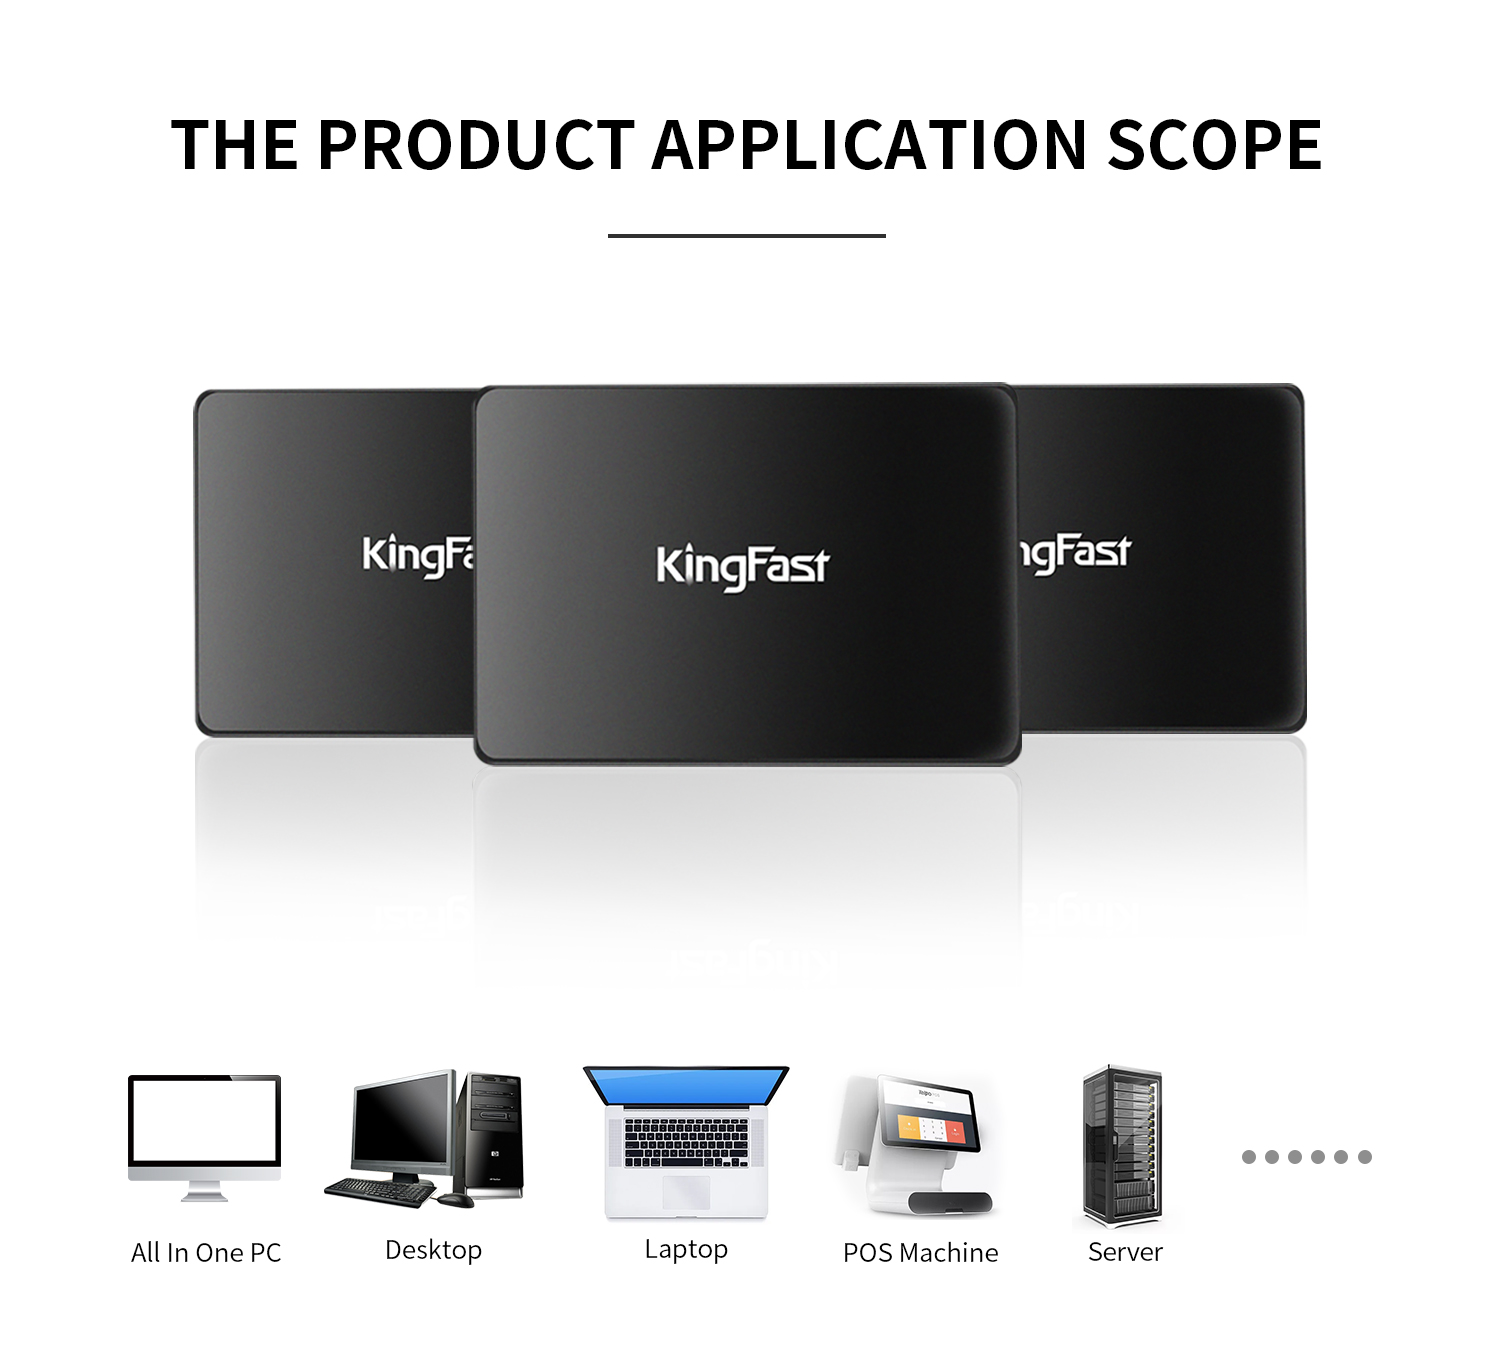 THE PRODUCT APPLICATION SCOPE
KingFa
KingFast
ngFast
All In One PC
Desktop
Laptop
POS Machine
Server